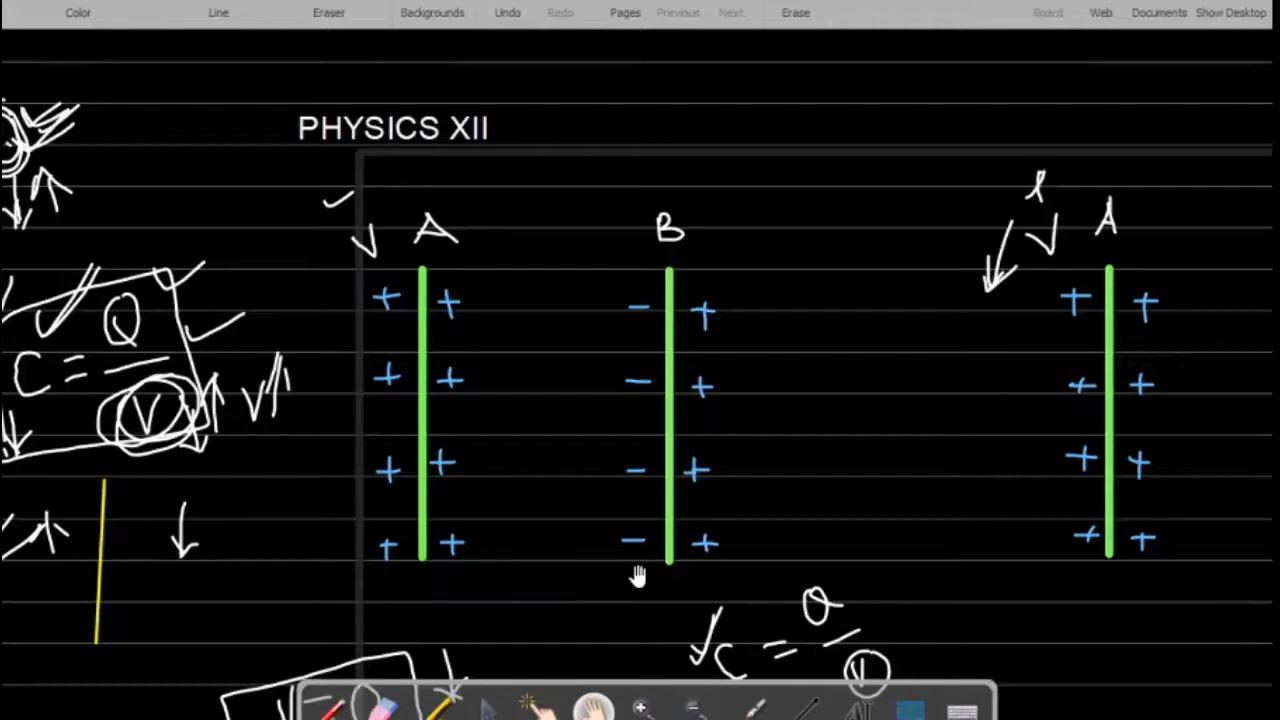 Color Line Eraser Backgrounds Undo Redo Pages Previous Next Erase Board Web Documents Show Desktop
PHYSICS XII
V A B V A
+ + - + + +
C = Q / V V
+ + - + + +
+ + - + + +
+ + - + + +
C = Q / V